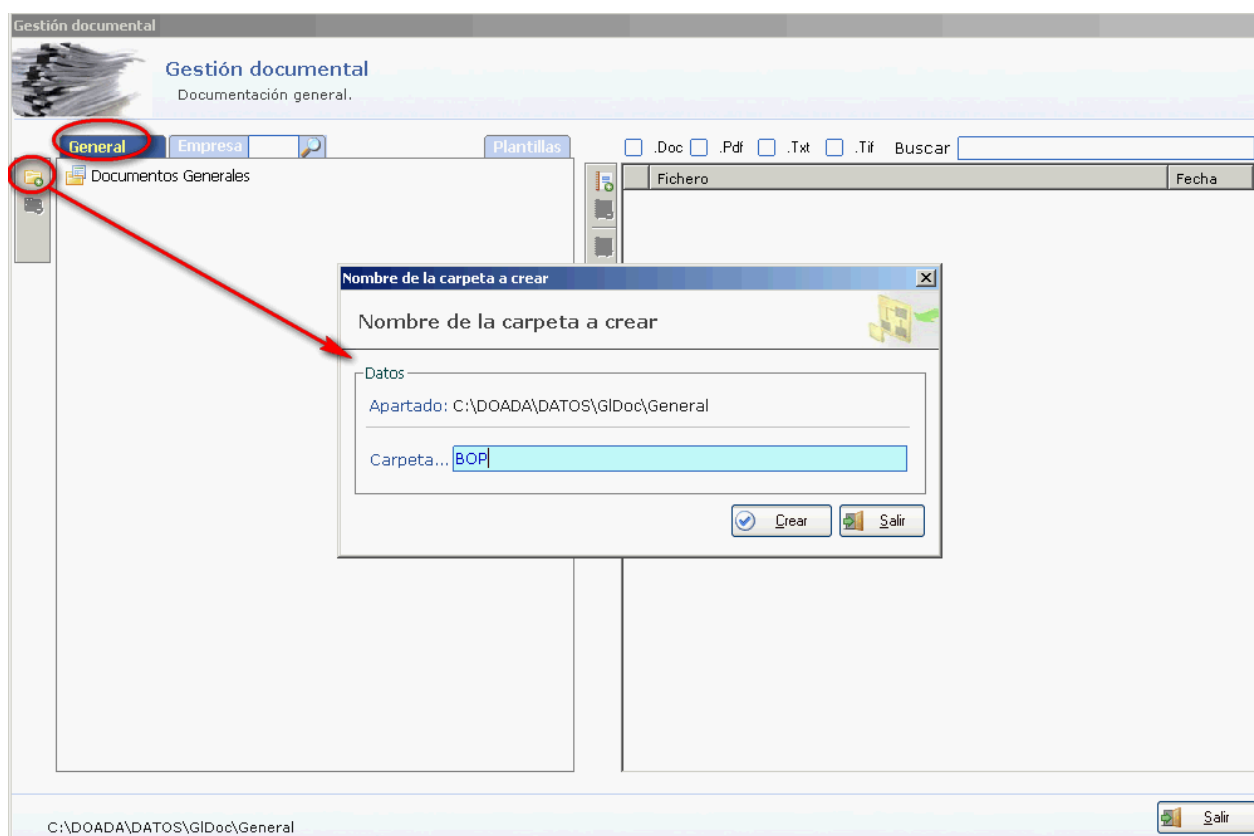 Gestión documental
Gestión documental
Documentación general.
General Empresa Plantillas .Doc .Pdf .Txt .Tif Buscar
Documentos Generales Fichero Fecha
Nombre de la carpeta a crear
Nombre de la carpeta a crear
Datos
Apartado: C:\DOADA\DATOS\GlDoc\General
Carpeta... BOP
Crear Salir
Salir
C:\DOADA\DATOS\GlDoc\General